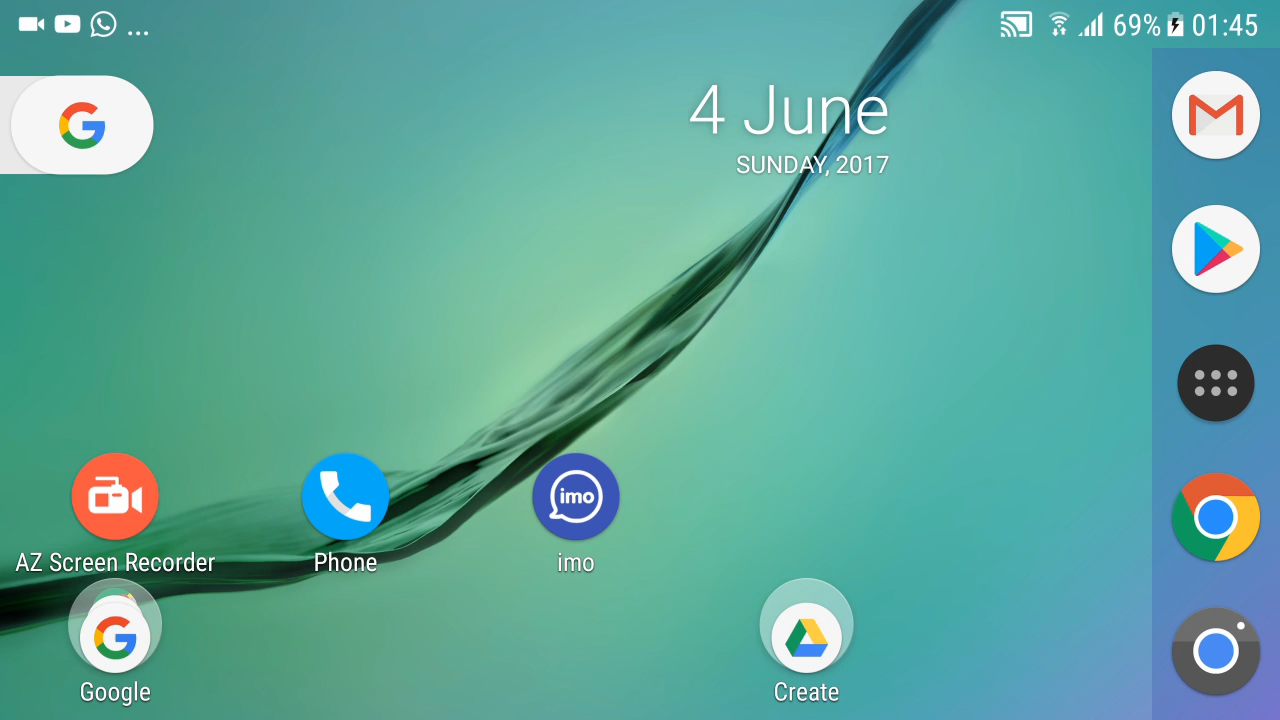 ... 69% 01:45
4 June
SUNDAY, 2017
imo
AZ Screen Recorder
Phone
imo
Google
Create